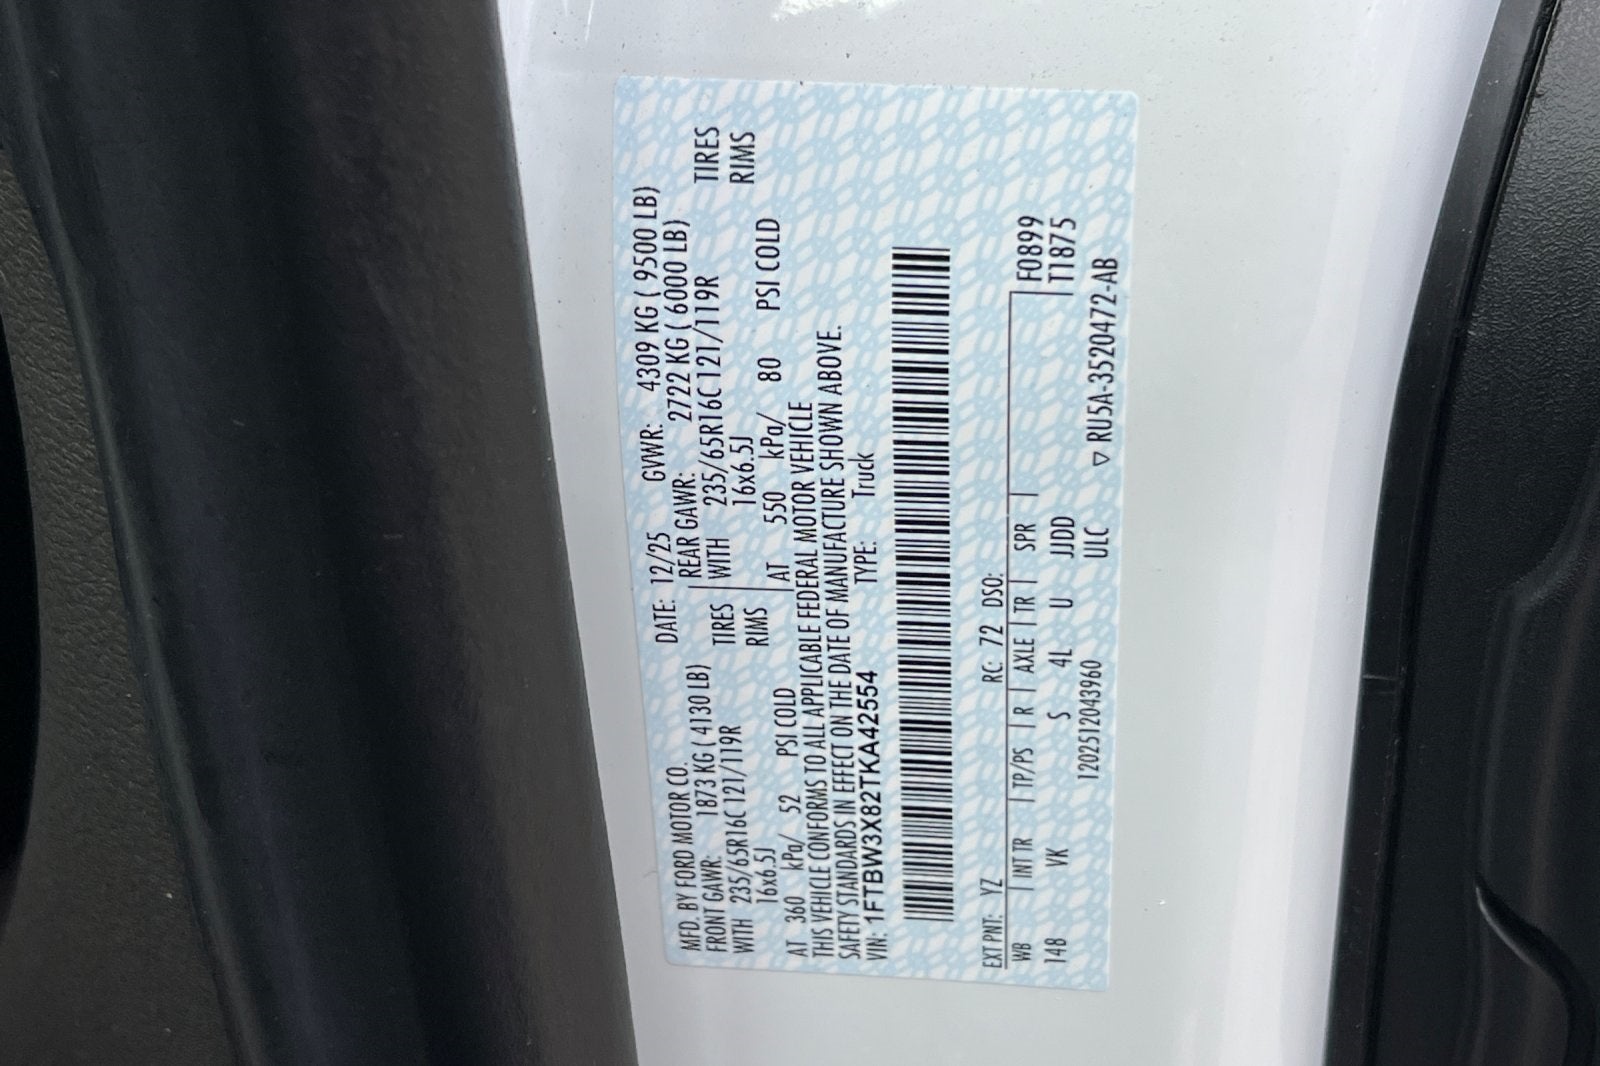 MFD. BY FORD MOTOR CO. DATE: 12/25 GVWR: 4309 KG ( 9500 LB)
FRONT GAWR: 1873 KG ( 4130 LB) REAR GAWR: 2722 KG ( 6000 LB)
WITH 235/65R16C 121/119R TIRES WITH 235/65R16C 121/119R TIRES
16x6.5J RIMS 16x6.5J RIMS
AT 360 kPa/ 52 PSI COLD AT 550 kPa/ 80 PSI COLD
THIS VEHICLE CONFORMS TO ALL APPLICABLE FEDERAL MOTOR VEHICLE
SAFETY STANDARDS IN EFFECT ON THE DATE OF MANUFACTURE SHOWN ABOVE.
VIN: 1FTBW3X82TKA42554 TYPE: Truck
EXT PNT: YZ RC: 72 DSO: F0899
WB INT TR TP/PS R AXLE TR SPR T1875
148 VK S 4L U JJDD
120251204396​0 ULC ▽ RU5A-3520472-AB